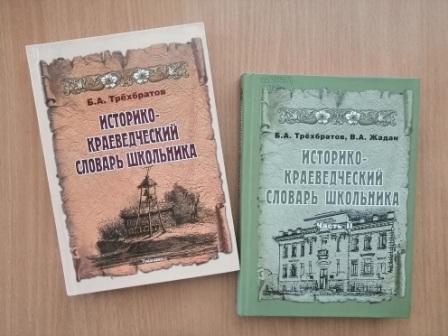 Б.А. Трёхбратов
ИСТОРИКО-
КРАЕВЕДЧЕСКИЙ
СЛОВАРЬ ШКОЛЬНИКА
Б.А. Трёхбратов, В.А. Жадан
ИСТОРИКО-
КРАЕВЕДЧЕСКИЙ
СЛОВАРЬ ШКОЛЬНИКА
Часть II